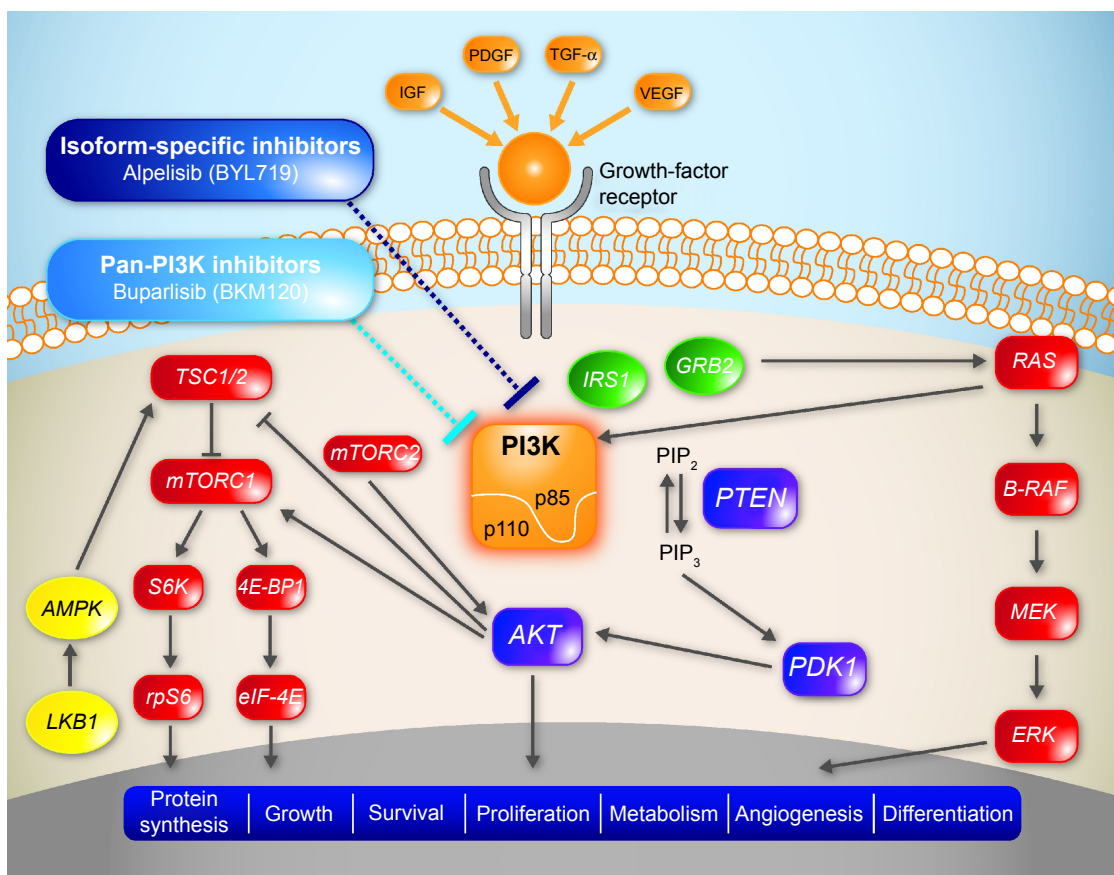 PDGF
TGF-α
IGF
VEGF
Isoform-specific inhibitors
Alpelisib (BYL719)
Growth-factor
receptor
Pan-PI3K inhibitors
Buparlisib (BKM120)
TSC1/2
IRS1
GRB2
RAS
mTORC2
PI3K
p85
p110
PIP2
PTEN
PIP3
mTORC1
B-RAF
S6K
4E-BP1
AMPK
AKT
PDK1
MEK
LKB1
rpS6
eIF-4E
ERK
Protein
synthesis
Growth
Survival
Proliferation
Metabolism
Angiogenesis
Differentiation